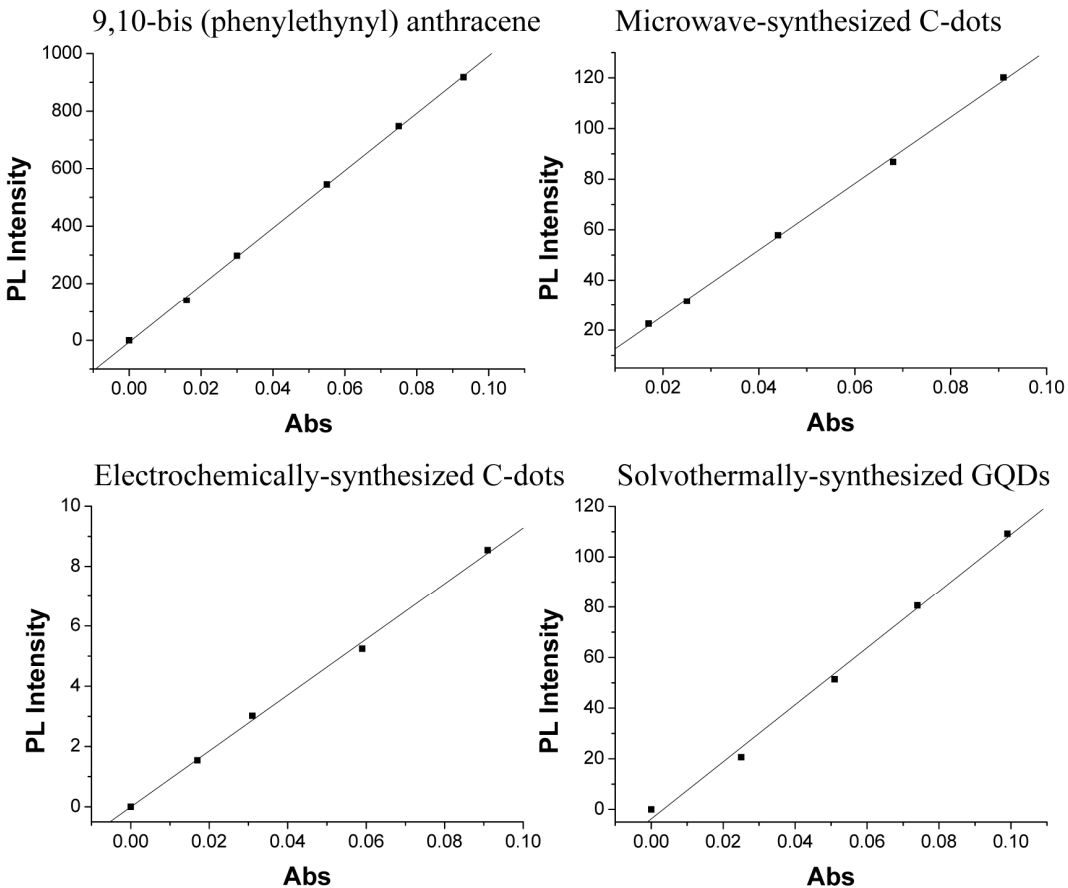 9,10-bis (phenylethynyl) anthracene
1000
800
600
400
200
0
PL Intensity
0.00 0.02 0.04 0.06 0.08 0.10
Abs
Microwave-synthesized C-dots
120
100
80
60
40
20
PL Intensity
0.02 0.04 0.06 0.08 0.10
Abs
Electrochemically-synthesized C-dots
10
8
6
4
2
0
PL Intensity
0.00 0.02 0.04 0.06 0.08 0.10
Abs
Solvothermally-synthesized GQDs
120
100
80
60
40
20
0
PL Intensity
0.00 0.02 0.04 0.06 0.08 0.10
Abs